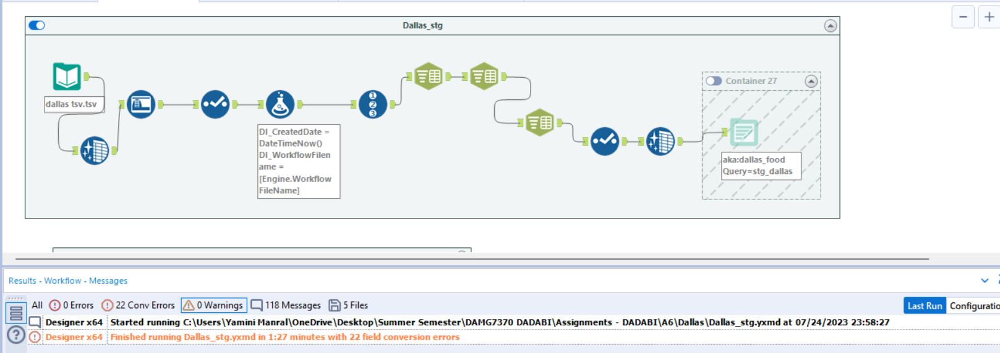 Dallas_stg
dallas tsv.tsv
1
2
3
DI_CreatedDate =
DateTimeNow()
DI_WorkflowFilen
ame =
[Engine.Workflow
FileName]
Container 27
aka:dallas_food
Query=stg_dallas
Results - Workflow - Messages
All 0 Errors 22 Conv Errors 0 Warnings 118 Messages 5 Files Last Run Configuratio
Designer x64 Started running C:\Users\Yamini Manral\OneDrive\Desktop\Summer Semester\DAMG7370 DADABI\Assignments - DADABI\A6\Dallas\Dallas_stg.yxmd at 07/24/2023 23:58:27
Designer x64 Finished running Dallas_stg.yxmd in 1:27 minutes with 22 field conversion errors